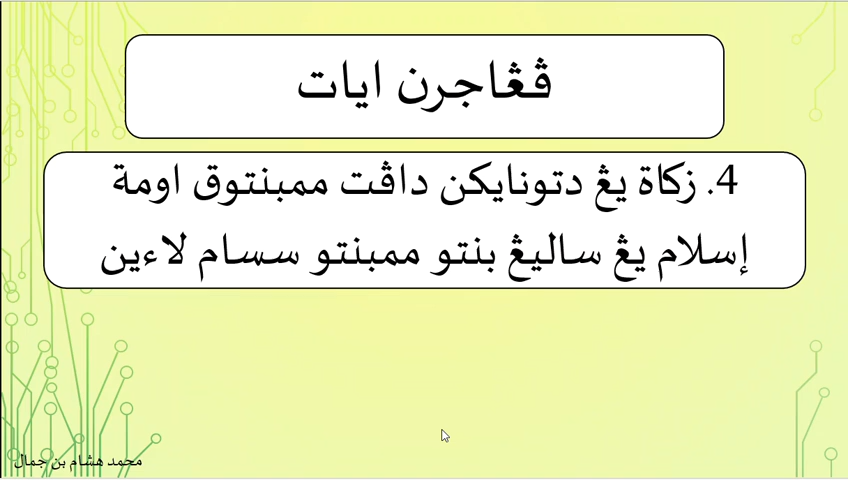 ڤڠاجرن ايات
4. زكاة يڠ دتونايكن داڤت ممبنتوق اومة
إسلام يڠ ساليڠ بنتو ممبنتو سسام لاءين
محمد هشام بن جمال